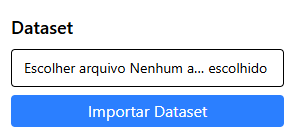 Dataset
Escolher arquivo Nenhum a... escolhido
Importar Dataset